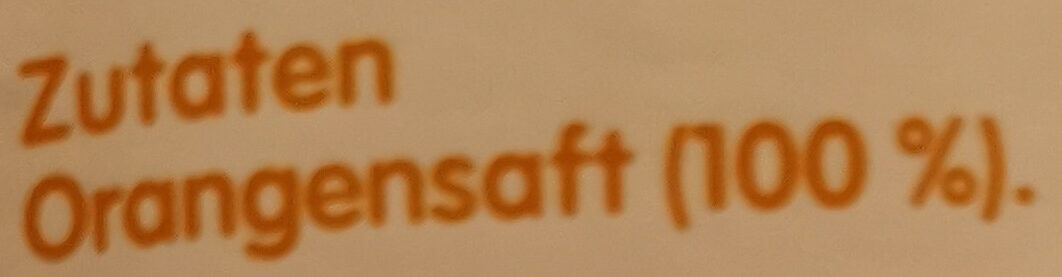 Zutaten
Orangensaft (100 %).